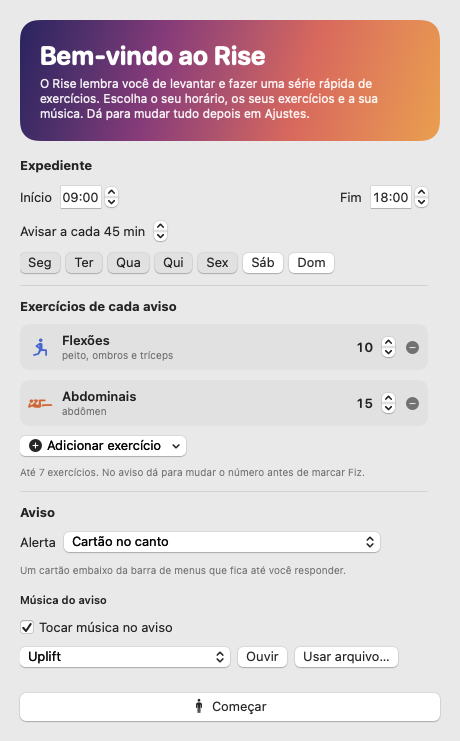 Bem-vindo ao Rise
O Rise lembra você de levantar e fazer uma série rápida de
exercícios. Escolha o seu horário, os seus exercícios e a sua
música. Dá para mudar tudo depois em Ajustes.
Expediente
Início 09:00 Fim 18:00
Avisar a cada 45 min
Seg Ter Qua Qui Sex Sáb Dom
Exercícios de cada aviso
Flexões
peito, ombros e tríceps
10
Abdominais
abdômen
15
Adicionar exercício
Até 7 exercícios. No aviso dá para mudar o número antes de marcar Fiz.
Aviso
Alerta Cartão no canto
Um cartão embaixo da barra de menus que fica até você responder.
Música do aviso
Tocar música no aviso
Uplift Ouvir Usar arquivo...
Começar